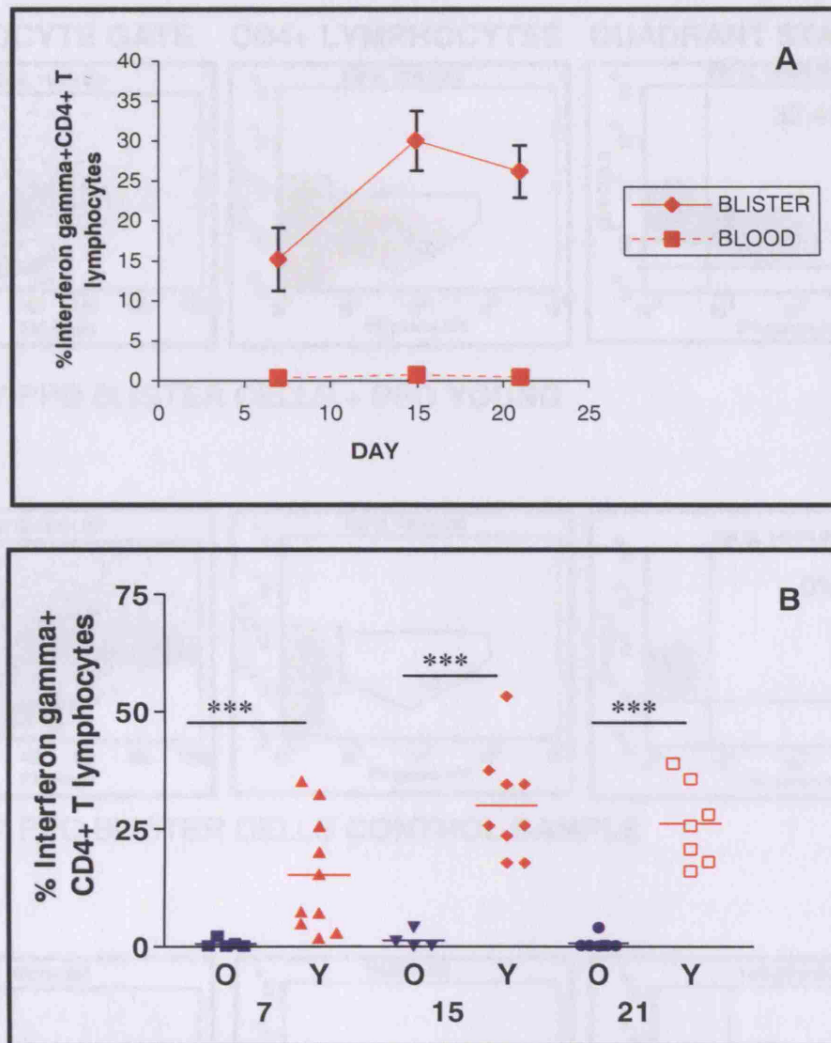 A
40
35
30
25
20
15
10
5
0
%Interferon gamma+CD4+ T
lymphocytes
0 5 10 15 20 25
DAY
BLISTER
BLOOD
B
75
50
25
0
% Interferon gamma+
CD4+ T lymphocytes
*** *** ***
O Y O Y O Y
7 15 21